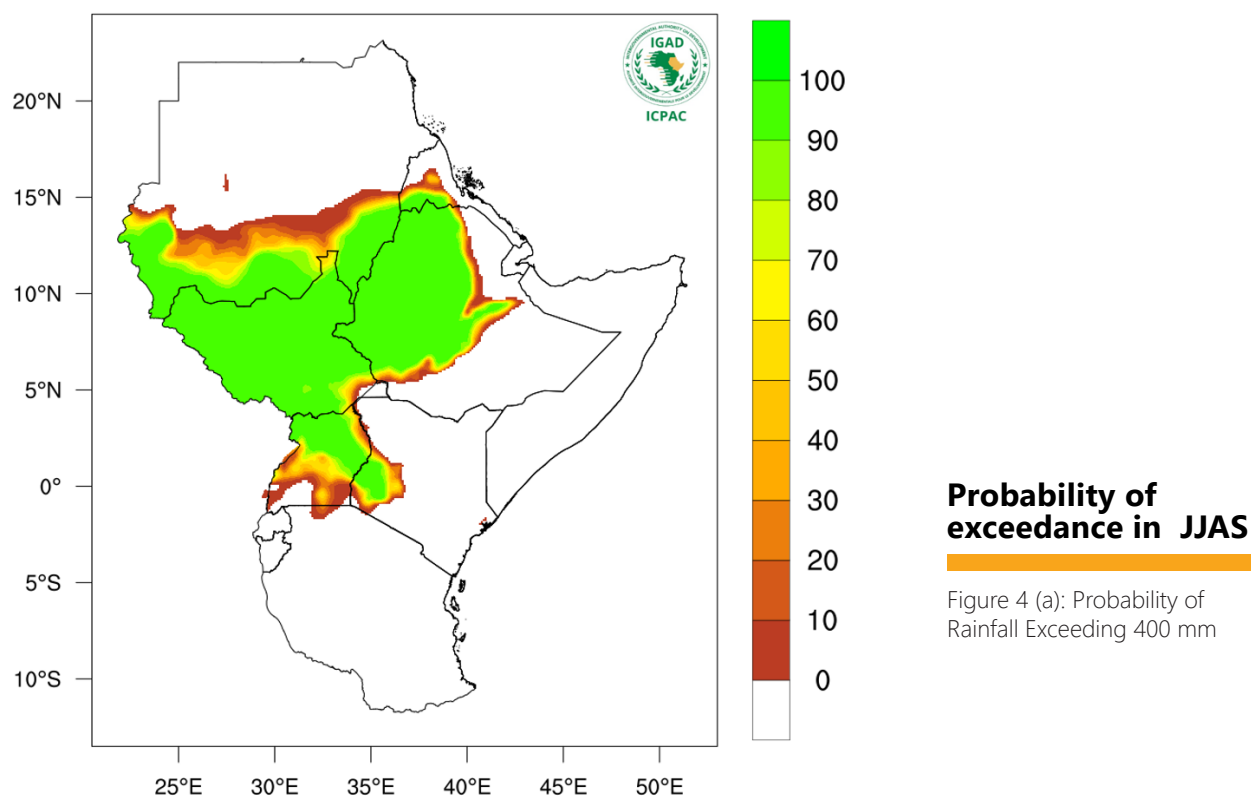 IGAD
ICPAC
20°N
15°N
10°N
5°N
0°
5°S
10°S
25°E 30°E 35°E 40°E 45°E 50°E
100
90
80
70
60
50
40
30
20
10
0
Probability of
exceedance in JJAS
Figure 4 (a): Probability of
Rainfall Exceeding 400 mm